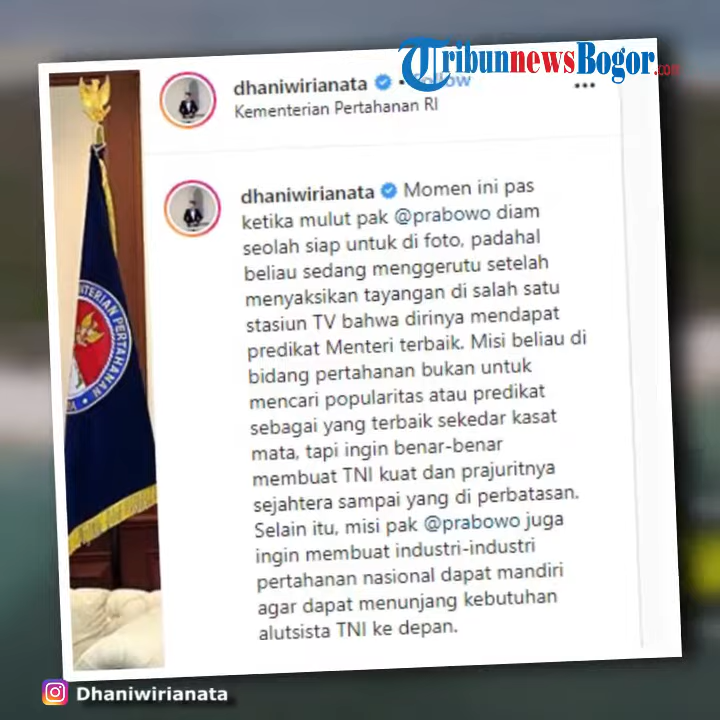 TribunnewsBogor.com
dhaniwirianata • Follow
Kementerian Pertahanan RI
dhaniwirianata Momen ini pas
ketika mulut pak @prabowo diam
seolah siap untuk di foto, padahal
beliau sedang menggerutu setelah
menyaksikan tayangan di salah satu
stasiun TV bahwa dirinya mendapat
predikat Menteri terbaik. Misi beliau di
bidang pertahanan bukan untuk
mencari popularitas atau predikat
sebagai yang terbaik sekedar kasat
mata, tapi ingin benar-benar
membuat TNI kuat dan prajuritnya
sejahtera sampai yang di perbatasan.
Selain itu, misi pak @prabowo juga
ingin membuat industri-industri
pertahanan nasional dapat mandiri
agar dapat menunjang kebutuhan
alutsista TNI ke depan.
PERTAHANAN
Dhaniwirianata